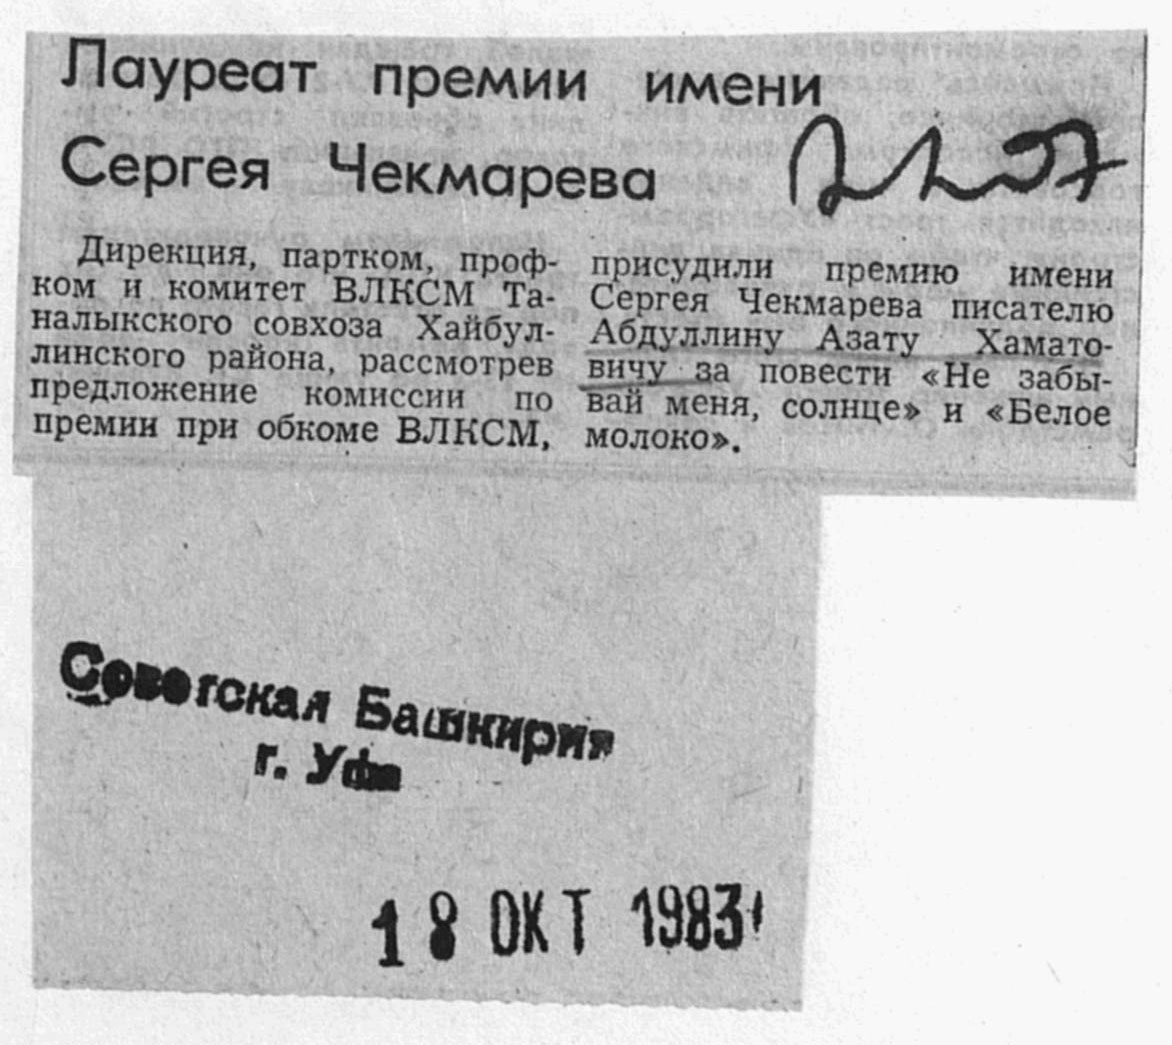 Лауреат премии имени
Сергея Чекмарева
Дирекция, партком, проф-
ком и комитет ВЛКСМ Та-
налыкского совхоза Хайбул-
линского района, рассмотрев
предложение комиссии по
премии при обкоме ВЛКСМ,
присудили премию имени
Сергея Чекмарева писателю
Абдуллину Азату Хамато-
вичу за повести «Не забы-
вай меня, солнце» и «Белое
молоко».
Советская Башкирия
г. Уфа
18 ОКТ 1983